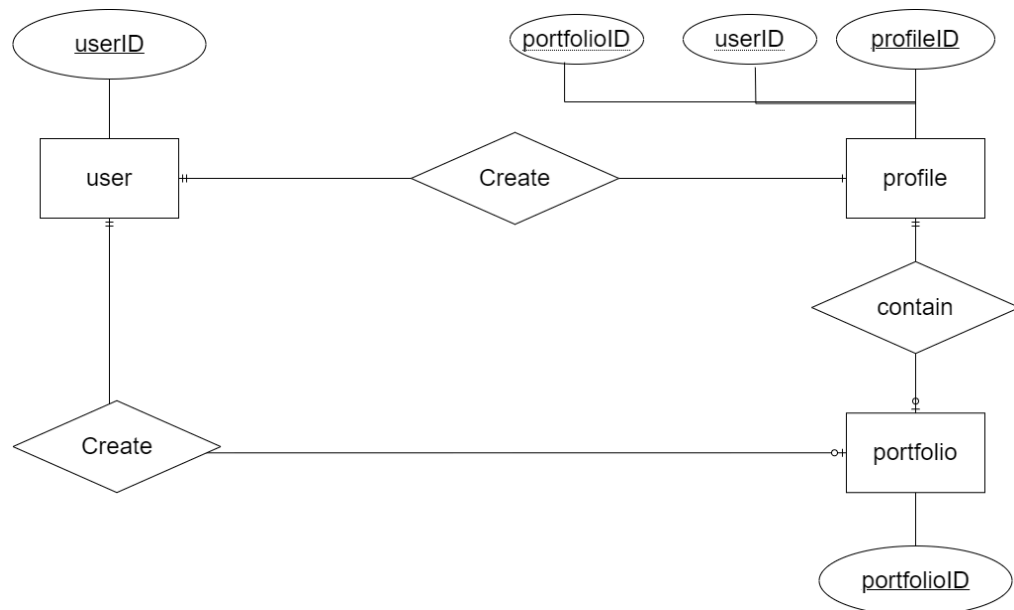 userID
portfolioID
userID
profileID
user
Create
profile
contain
Create
portfolio
portfolioID